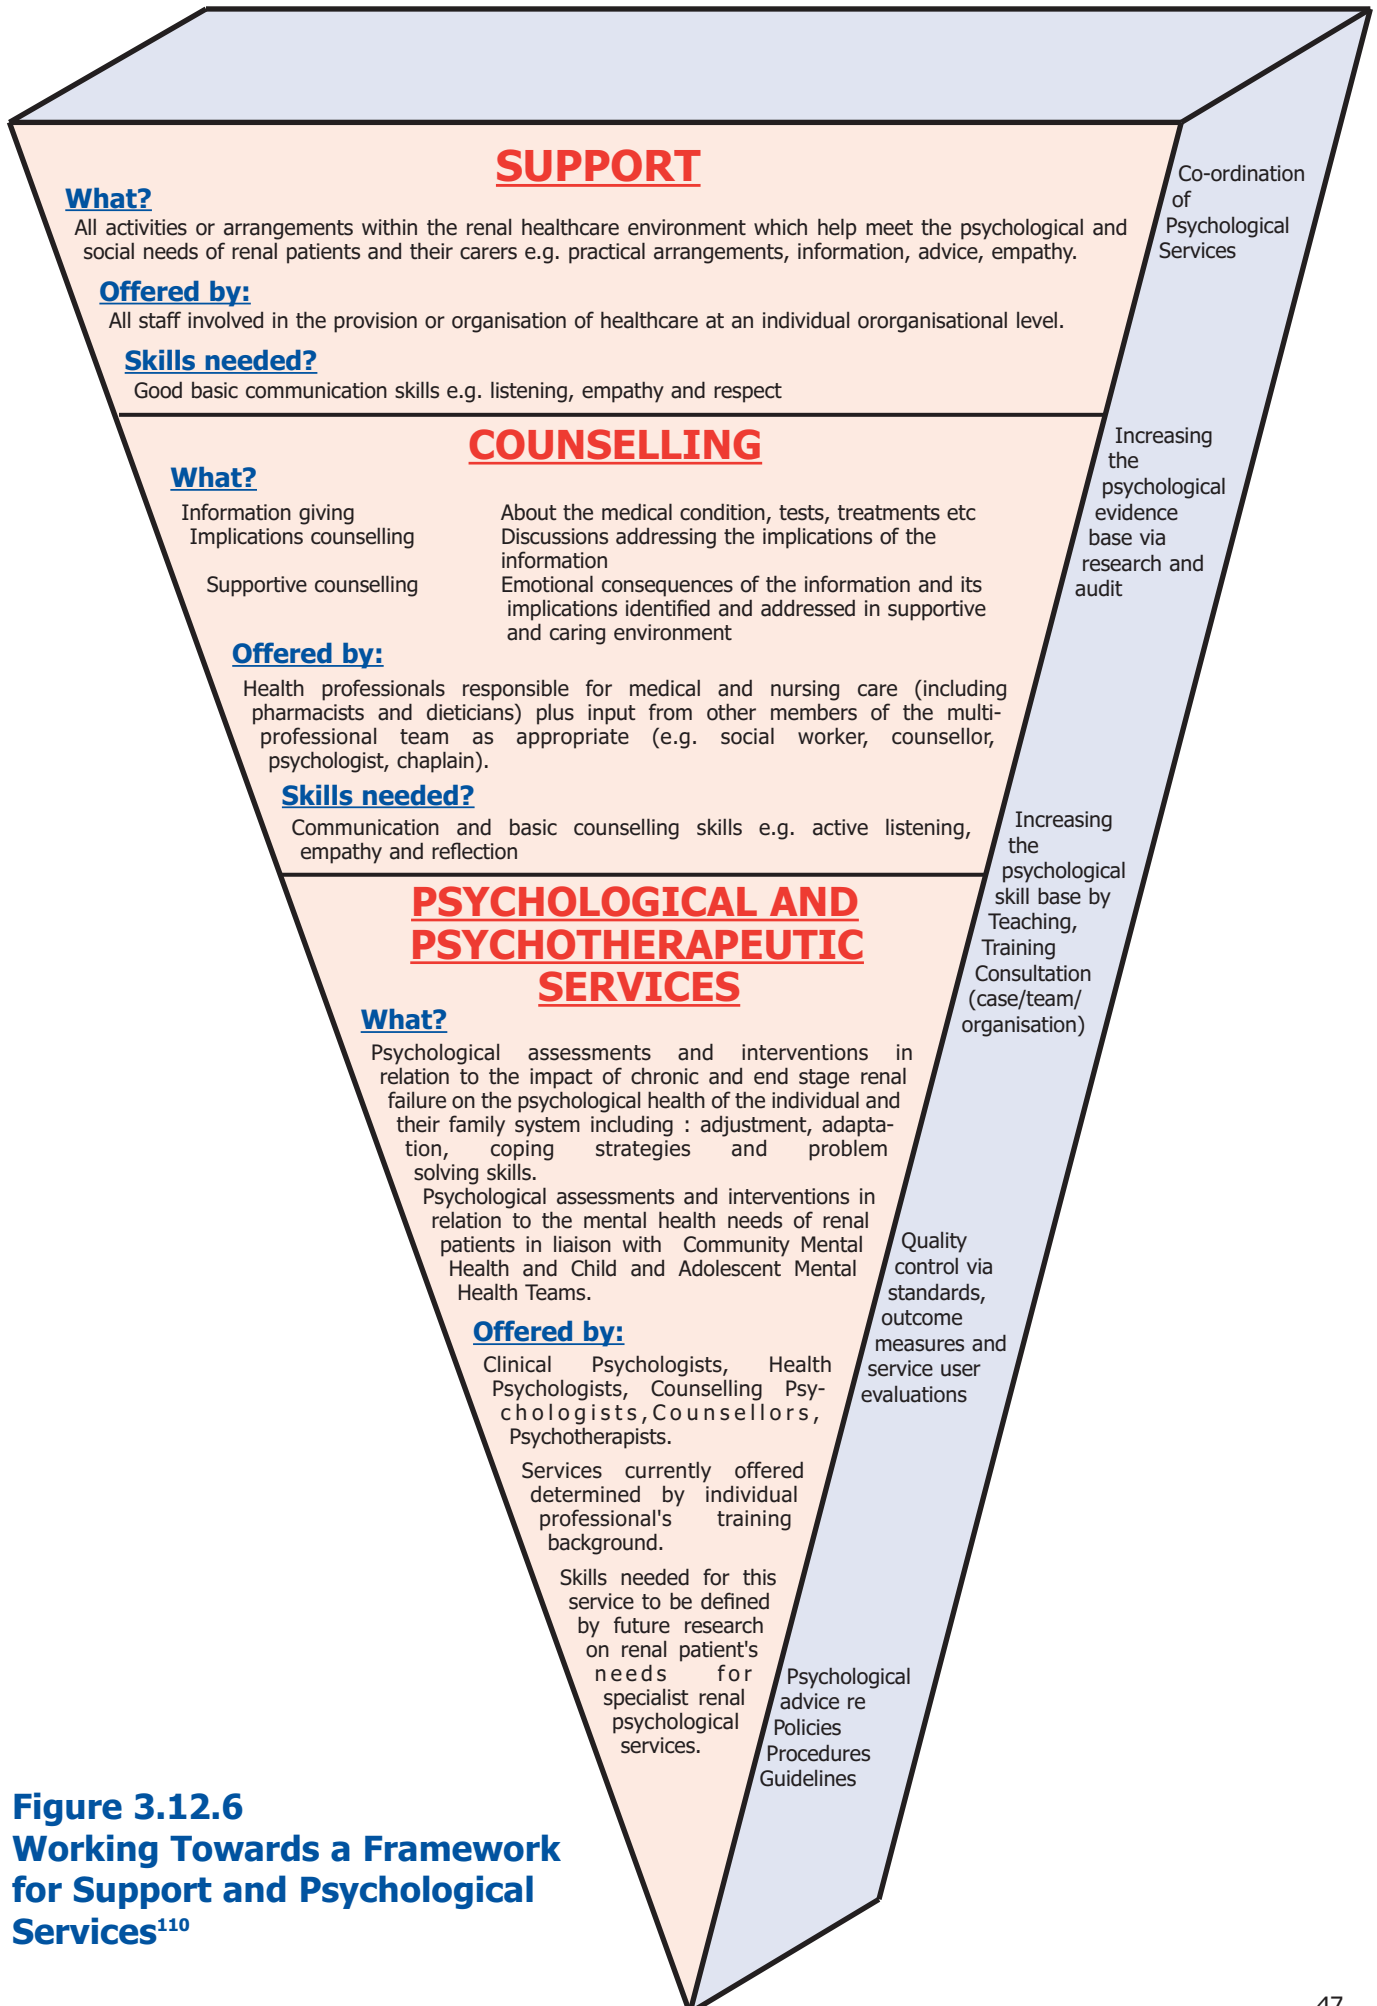 SUPPORT
What?
All activities or arrangements within the renal healthcare environment which help meet the psychological and
social needs of renal patients and their carers e.g. practical arrangements, information, advice, empathy.
Offered by:
All staff involved in the provision or organisation of healthcare at an individual ororganisational level.
Skills needed?
Good basic communication skills e.g. listening, empathy and respect
COUNSELLING
What?
Information giving About the medical condition, tests, treatments etc
Implications counselling Discussions addressing the implications of the
information
Supportive counselling Emotional consequences of the information and its
implications identified and addressed in supportive
and caring environment
Offered by:
Health professionals responsible for medical and nursing care (including
pharmacists and dieticians) plus input from other members of the multi-
professional team as appropriate (e.g. social worker, counsellor,
psychologist, chaplain).
Skills needed?
Communication and basic counselling skills e.g. active listening,
empathy and reflection
PSYCHOLOGICAL AND
PSYCHOTHERAPEUTIC
SERVICES
What?
Psychological assessments and interventions in
relation to the impact of chronic and end stage renal
failure on the psychological health of the individual and
their family system including : adjustment, adapta-
tion, coping strategies and problem
solving skills.
Psychological assessments and interventions in
relation to the mental health needs of renal
patients in liaison with Community Mental
Health and Child and Adolescent Mental
Health Teams.
Offered by:
Clinical Psychologists, Health
Psychologists, Counselling Psy-
chologists,Counsellors,
Psychotherapists.
Services currently offered
determined by individual
professional's training
background.
Skills needed for this
service to be defined
by future research
on renal patient's
needs for
specialist renal
psychological
services.
Co-ordination
of
Psychological
Services
Increasing
the
psychological
evidence
base via
research and
audit
Increasing
the
psychological
skill base by
Teaching,
Training
Consultation
(case/team/
organisation)
Quality
control via
standards,
outcome
measures and
service user
evaluations
Psychological
advice re
Policies
Procedures
Guidelines
Figure 3.12.6
Working Towards a Framework
for Support and Psychological
Services¹¹⁰
47